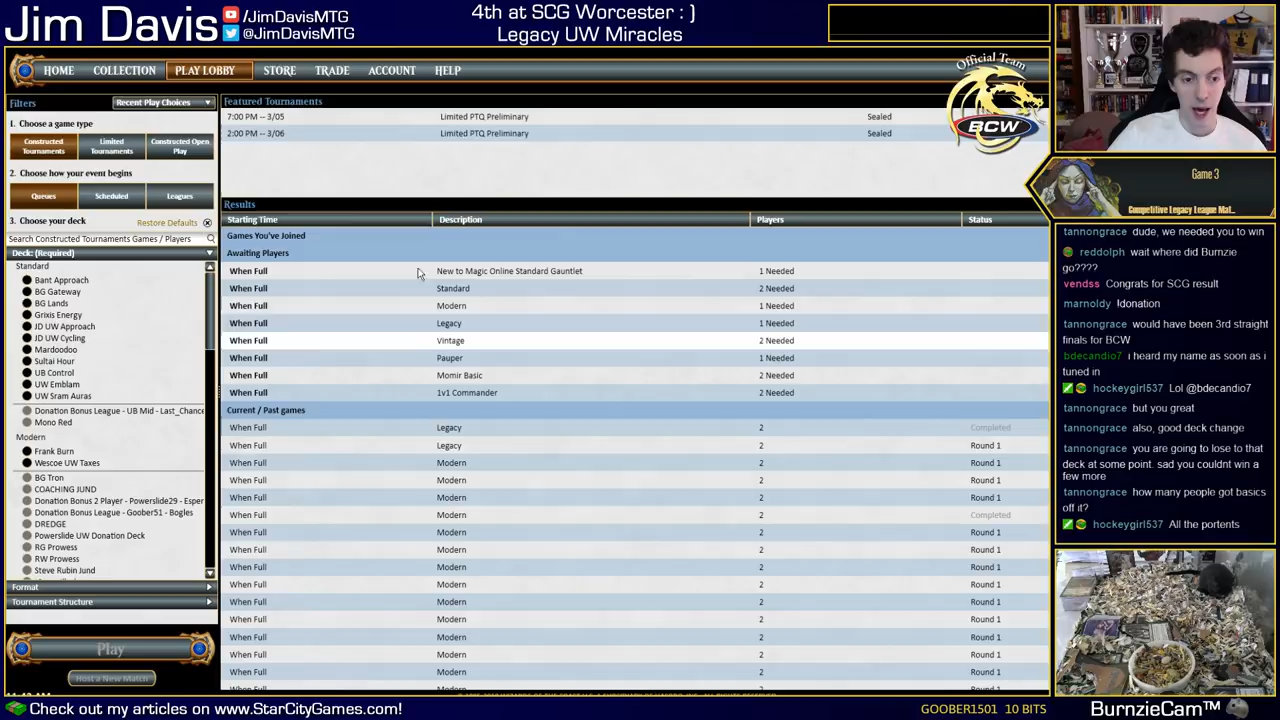 Jim Davis
/JimDavisMTG
@JimDavisMTG
4th at SCG Worcester : )
Legacy UW Miracles
HOME
COLLECTION
PLAY LOBBY
STORE
TRADE
ACCOUNT
HELP
Official Team
BCW
Filters
Recent Play Choices
1. Choose a game type
Constructed Tournaments
Limited Tournaments
Constructed Open Play
2. Choose how your event begins
Queues
Scheduled
Leagues
3. Choose your deck
Restore Defaults
Search Constructed Tournaments Games / Players
Deck: (Required)
Standard
Bant Approach
BG Gateway
BG Lands
Grixis Energy
JD UW Approach
JD UW Cycling
Mardoodoo
Sultai Hour
UB Control
UW Emblam
UW Sram Auras
Donation Bonus League - UB Mid - Last_Chance
Mono Red
Modern
Frank Burn
Wescoe UW Taxes
BG Tron
COACHING JUND
Donation Bonus 2 Player - Powerslide29 - Esper
Donation Bonus League - Goober51 - Bogles
DREDGE
Powerslide UW Donation Deck
RG Prowess
RW Prowess
Steve Rubin Jund
Format
Tournament Structure
Play
Host a New Match
Featured Tournaments
7:00 PM -- 3/05 Limited PTQ Preliminary Sealed
2:00 PM -- 3/06 Limited PTQ Preliminary Sealed
Results
Starting Time Description Players Status
Games You've Joined
Awaiting Players
When Full New to Magic Online Standard Gauntlet 1 Needed
When Full Standard 2 Needed
When Full Modern 1 Needed
When Full Legacy 1 Needed
When Full Vintage 2 Needed
When Full Pauper 1 Needed
When Full Momir Basic 2 Needed
When Full 1v1 Commander 2 Needed
Current / Past games
When Full Legacy 2 Completed
When Full Legacy 2 Round 1
When Full Modern 2 Round 1
When Full Modern 2 Round 1
When Full Modern 2 Round 1
When Full Modern 2 Completed
When Full Modern 2 Round 1
When Full Modern 2 Round 1
When Full Modern 2 Round 1
When Full Modern 2 Round 1
When Full Modern 2 Round 1
When Full Modern 2 Round 1
When Full Modern 2 Round 1
When Full Modern 2 Round 1
When Full Modern 2 Round 1
Game 3
Competitive Legacy League Mat...
tannongrace dude, we needed you to win
reddolph wait where did Burnzie
go????
vendss Congrats for SCG result
marnoldy !donation
tannongrace would have been 3rd straight
finals for BCW
bdecandio7 i heard my name as soon as i
tuned in
hockeygirl537 Lol @bdecandio7
tannongrace but you great
tannongrace also, good deck change
tannongrace you are going to lose to that
deck at some point. sad you couldnt win a
few more
tannongrace how many people got basics
off it?
hockeygirl537 All the portents
Check out my articles on www.StarCityGames.com!
GOOBER1501 10 BITS
BurnzieCam™